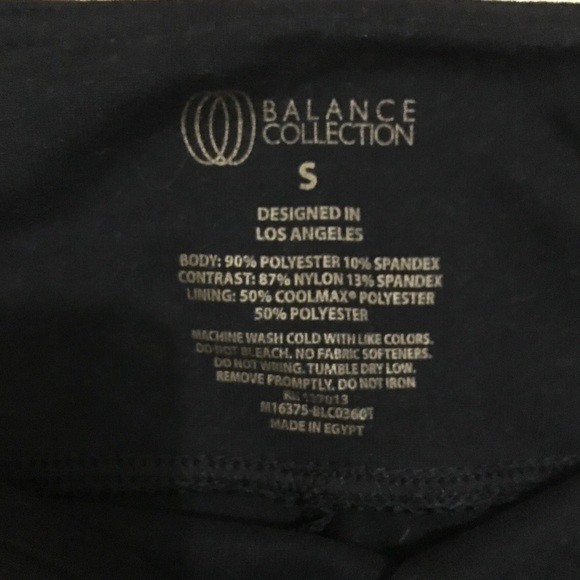 BALANCE
COLLECTION
S
DESIGNED IN
LOS ANGELES
BODY: 90% POLYESTER 10% SPANDEX
CONTRAST: 87% NYLON 13% SPANDEX
LINING: 50% COOLMAX® POLYESTER
50% POLYESTER
MACHINE WASH COLD WITH LIKE COLORS.
DO NOT BLEACH. NO FABRIC SOFTENERS.
DO NOT WRING. TUMBLE DRY LOW.
REMOVE PROMPTLY. DO NOT IRON
M16375-BLC0360T
MADE IN EGYPT